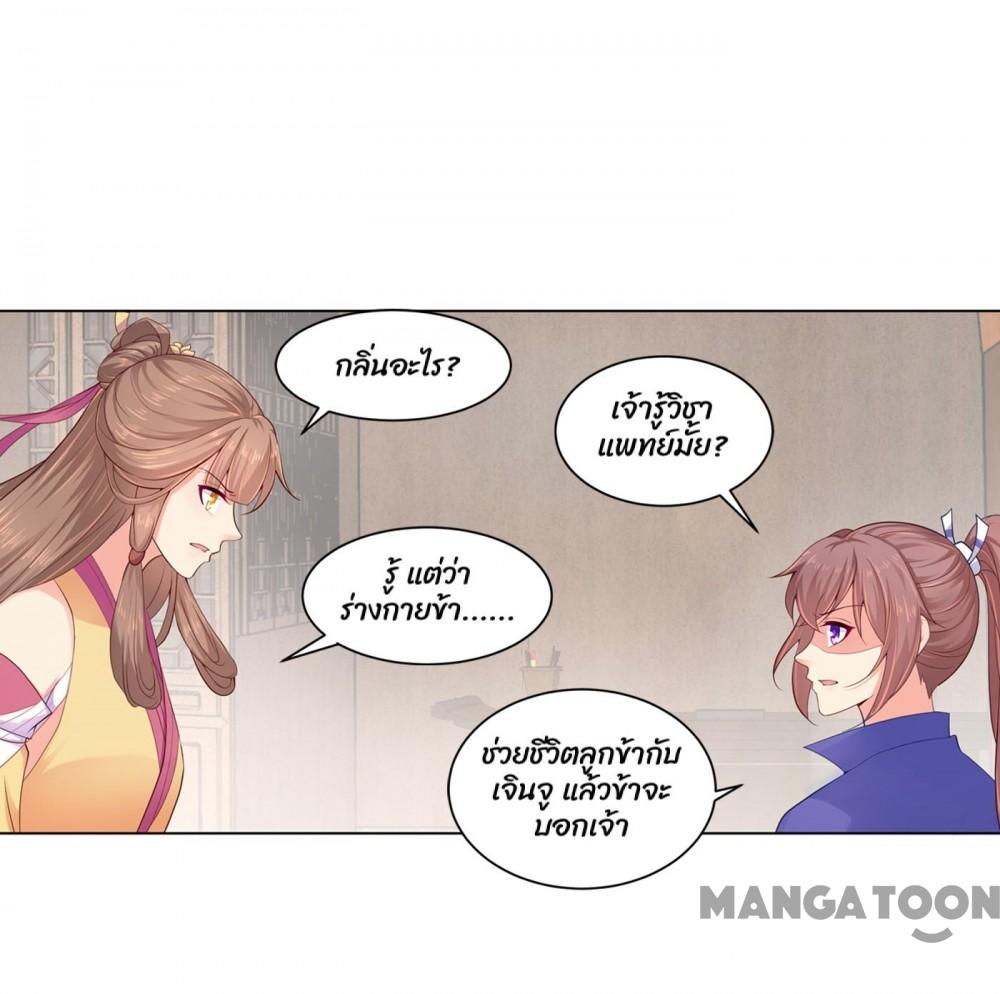 กลิ่นอะไร?
เจ้ารู้วิชา
แพทย์มั้ย?
รู้ แต่ว่า
ร่างกายข้า......
ช่วยชีวิตลูกข้ากับ
เจินจู แล้วข้าจะ
บอกเจ้า
MANGATOON